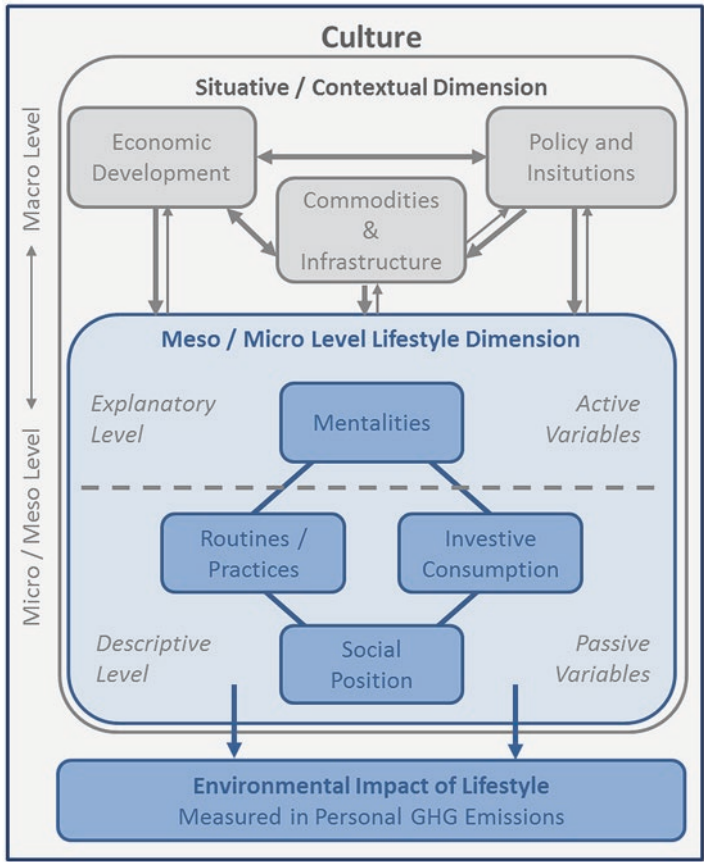 Culture
Situative / Contextual Dimension
Economic
Development
Policy and
Insitutions
Commodities
&
Infrastructure
Macro Level
Micro / Meso Level
Meso / Micro Level Lifestyle Dimension
Explanatory
Level
Mentalities
Active
Variables
Routines /
Practices
Investive
Consumption
Descriptive
Level
Social
Position
Passive
Variables
Environmental Impact of Lifestyle
Measured in Personal GHG Emissions